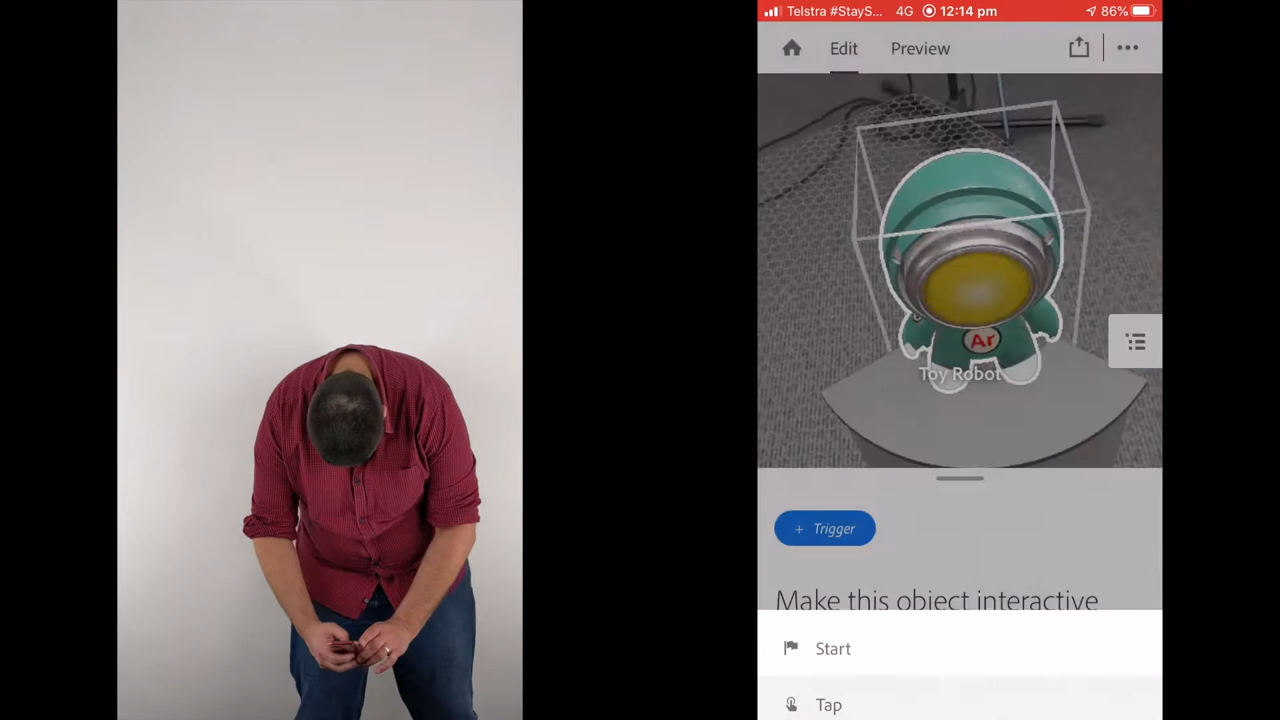 Telstra #StayS... 4G 12:14 pm 86%
Edit Preview
Ar
Toy Robot
+ Trigger
Make this object interactive
Start
Tap